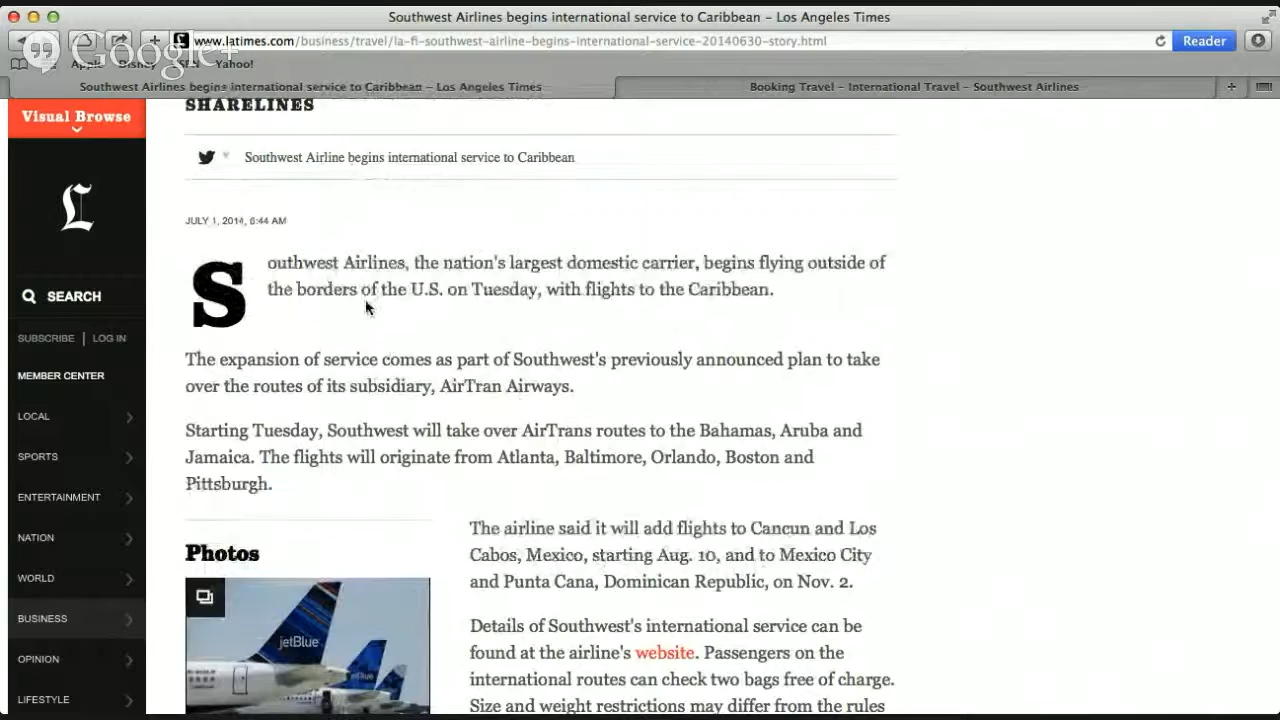 Southwest Airlines begins international service to Caribbean – Los Angeles Times
Google+
www.latimes.com/business/travel/la-fi-southwest-airline-begins-international-service-20140630-story.html
Reader
Apple Disney Yahoo!
Southwest Airlines begins international service to Caribbean – Los Angeles Times
Booking Travel – International Travel – Southwest Airlines
Visual Browse
SHARELINES
Southwest Airline begins international service to Caribbean
JULY 1, 2014, 6:44 AM
Southwest Airlines, the nation's largest domestic carrier, begins flying outside of
the borders of the U.S. on Tuesday, with flights to the Caribbean.
The expansion of service comes as part of Southwest's previously announced plan to take
over the routes of its subsidiary, AirTran Airways.
Starting Tuesday, Southwest will take over AirTrans routes to the Bahamas, Aruba and
Jamaica. The flights will originate from Atlanta, Baltimore, Orlando, Boston and
Pittsburgh.
The airline said it will add flights to Cancun and Los
Cabos, Mexico, starting Aug. 10, and to Mexico City
and Punta Cana, Dominican Republic, on Nov. 2.
Details of Southwest's international service can be
found at the airline's website. Passengers on the
international routes can check two bags free of charge.
Size and weight restrictions may differ from the rules
Photos
jetBlue
L
SEARCH
SUBSCRIBE | LOG IN
MEMBER CENTER
LOCAL
SPORTS
ENTERTAINMENT
NATION
WORLD
BUSINESS
OPINION
LIFESTYLE